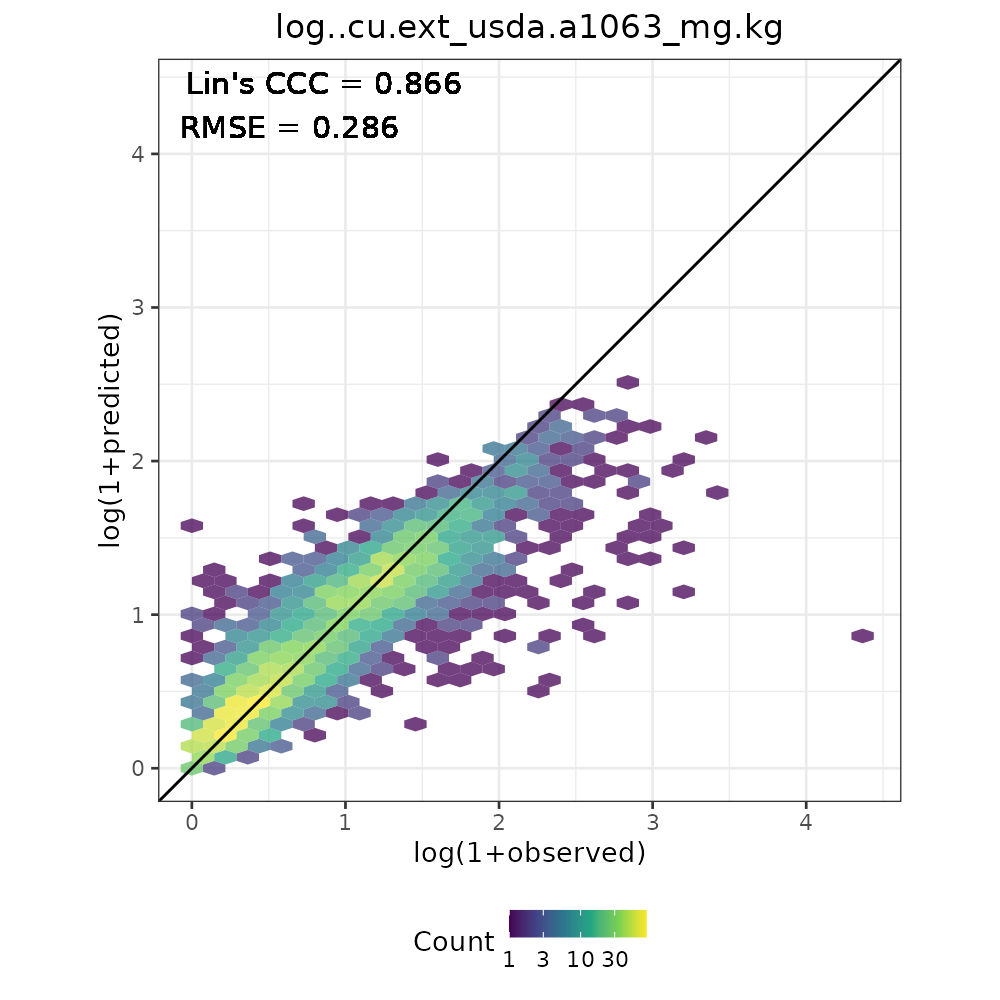 log..cu.ext_usda.a1063_mg.kg
Lin's CCC = 0.866
RMSE = 0.286
log(1+predicted)
4
3
2
1
0
0 1 2 3 4
log(1+observed)
Count
1 3 10 30